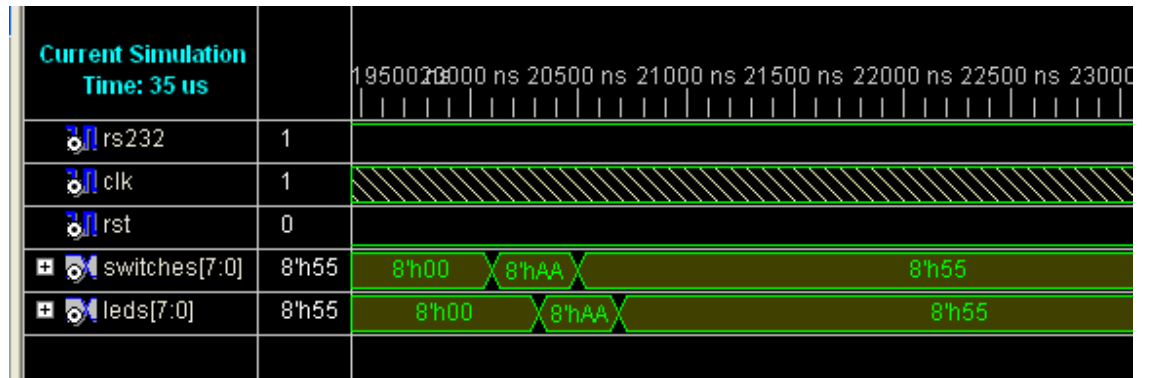 Current Simulation
Time: 35 us
19500 20000 ns 20500 ns 21000 ns 21500 ns 22000 ns 22500 ns 23000
rs232 1
clk 1
rst 0
switches[7:0] 8'h55 8'h00 8'hAA 8'h55
leds[7:0] 8'h55 8'h00 8'hAA 8'h55